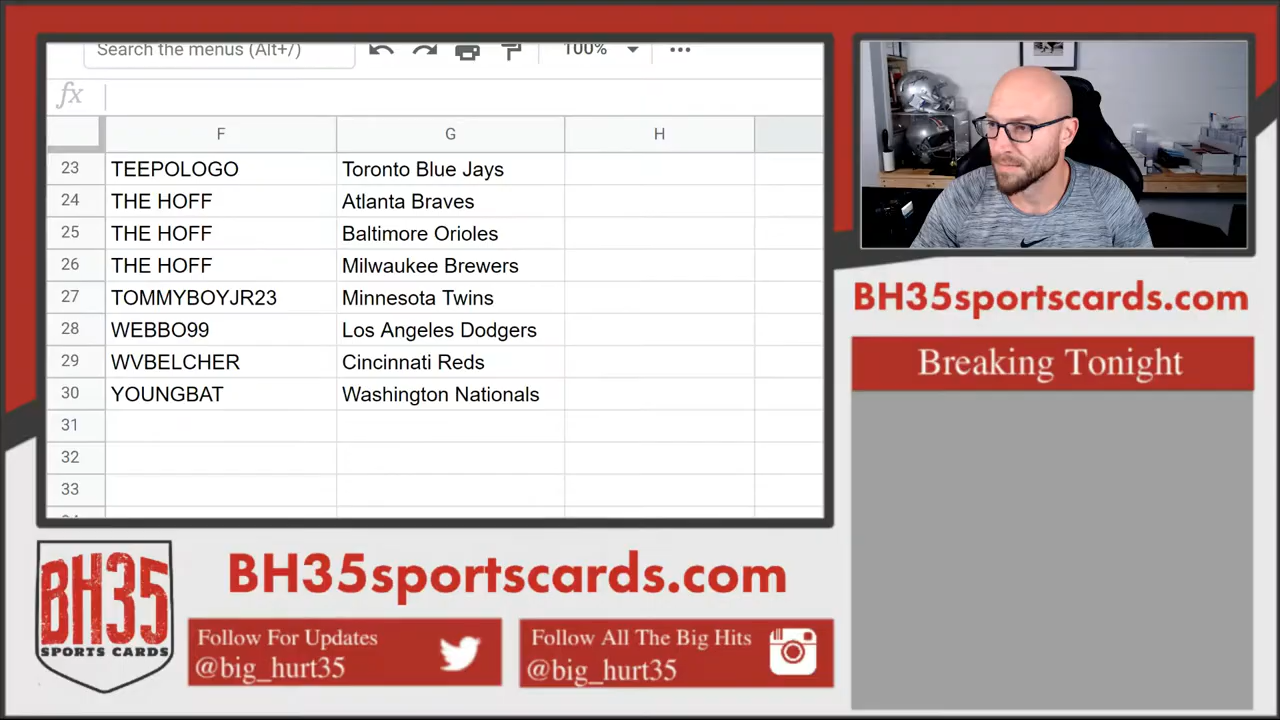 Search the menus (Alt+/)
100%
fx
F G H
23 TEEPOLOGO Toronto Blue Jays
24 THE HOFF Atlanta Braves
25 THE HOFF Baltimore Orioles
26 THE HOFF Milwaukee Brewers
27 TOMMYBOYJR23 Minnesota Twins
28 WEBBO99 Los Angeles Dodgers
29 WVBELCHER Cincinnati Reds
30 YOUNGBAT Washington Nationals
31
32
33
BH35sportscards.com
Breaking Tonight
BH35
SPORTS CARDS
BH35sportscards.com
Follow For Updates
@big_hurt35
Follow All The Big Hits
@big_hurt35